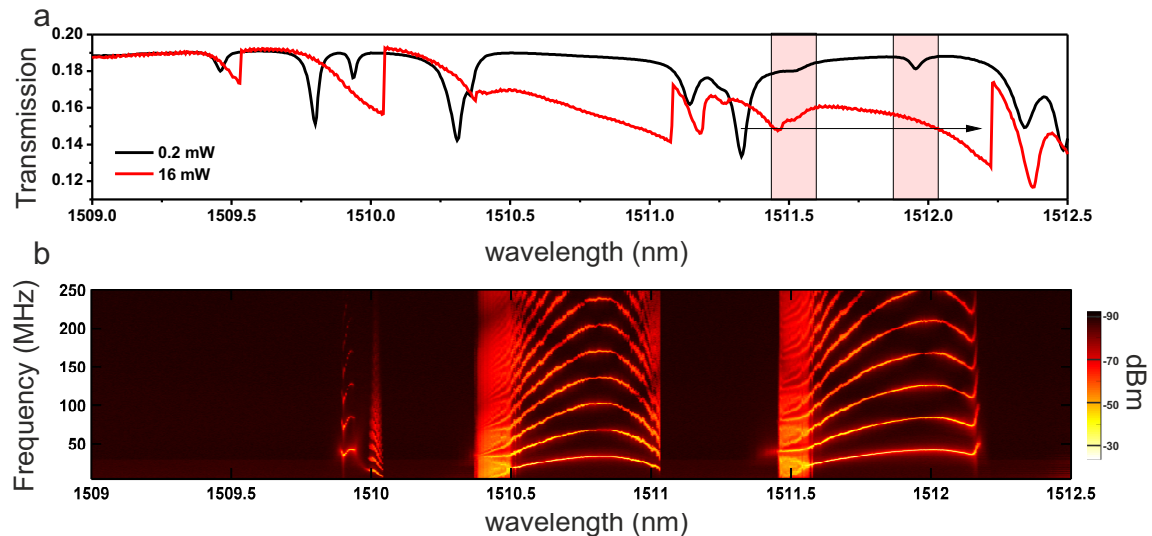 a
0.20
0.18
0.16
0.14
0.12
Transmission
0.2 mW
16 mW
1509.0 1509.5 1510.0 1510.5 1511.0 1511.5 1512.0 1512.5
wavelength (nm)
b
250
200
150
100
50
Frequency (MHz)
-90
-70
-50
-30
dBm
1509 1509.5 1510 1510.5 1511 1511.5 1512 1512.5
wavelength (nm)